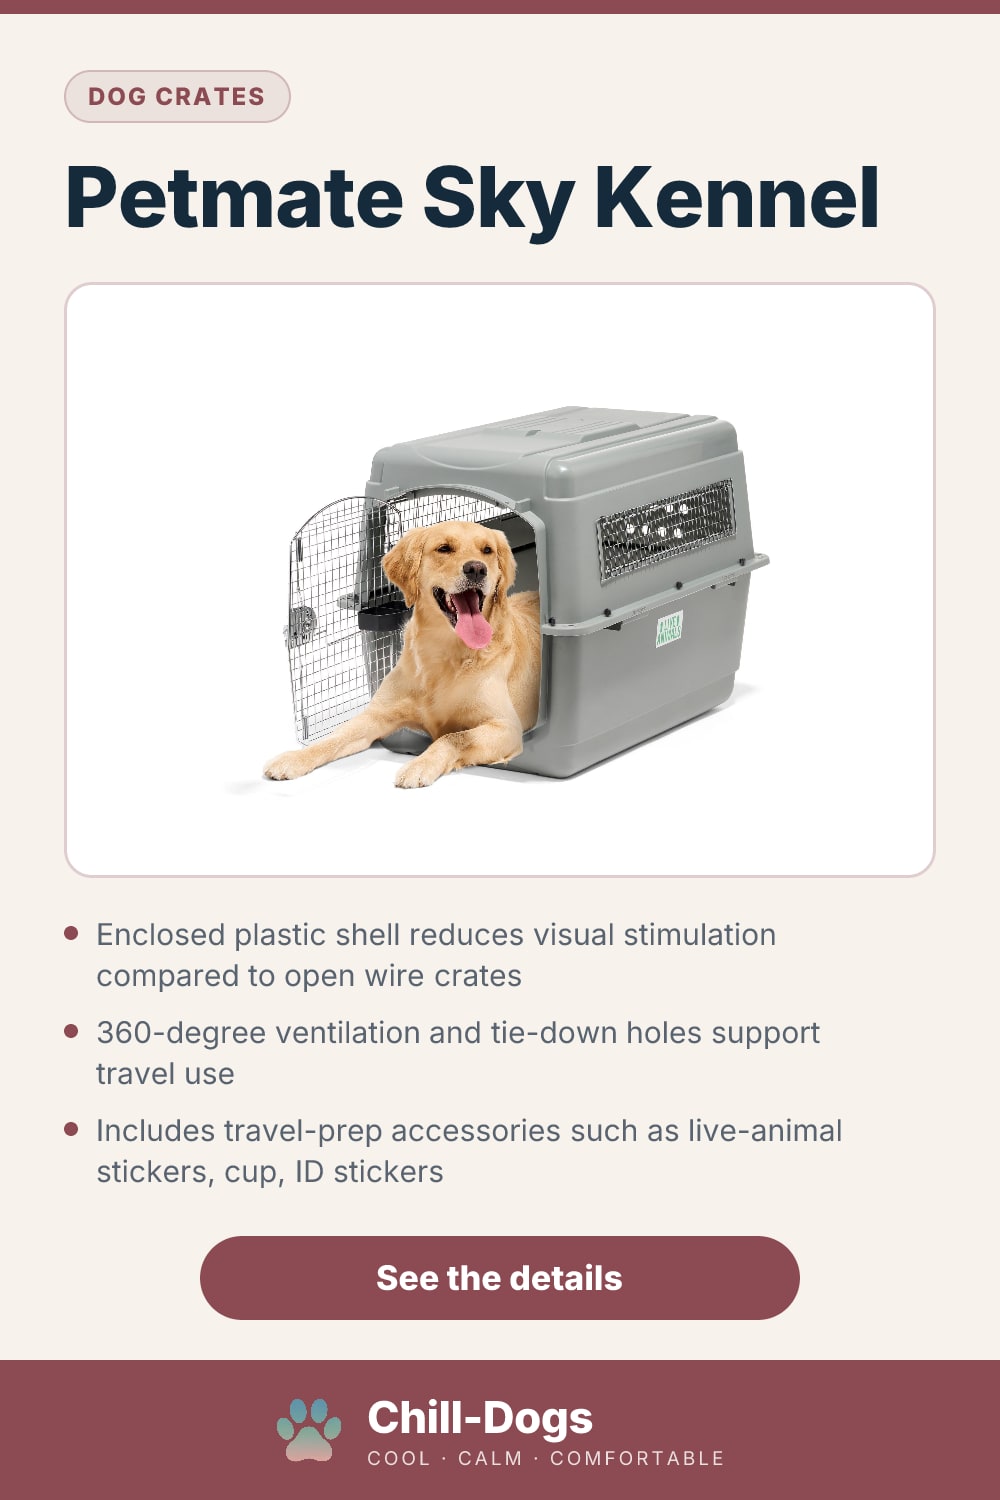 DOG CRATES
Petmate Sky Kennel
LIVE
ANIMALS
Enclosed plastic shell reduces visual stimulation
compared to open wire crates
360-degree ventilation and tie-down holes support
travel use
Includes travel-prep accessories such as live-animal
stickers, cup, ID stickers
See the details
Chill-Dogs
COOL · CALM · COMFORTABLE